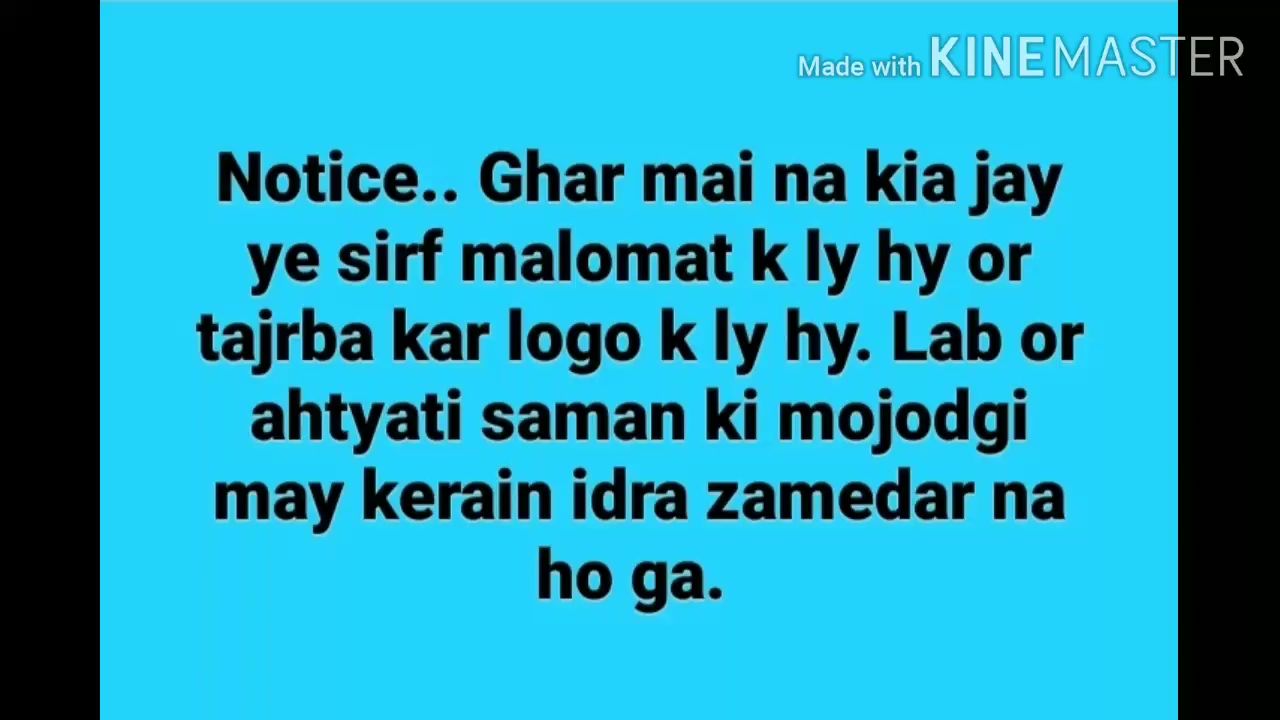 Made with KINEMASTER
Notice.. Ghar mai na kia jay
ye sirf malomat k ly hy or
tajrba kar logo k ly hy. Lab or
ahtyati saman ki mojodgi
may kerain idra zamedar na
ho ga.